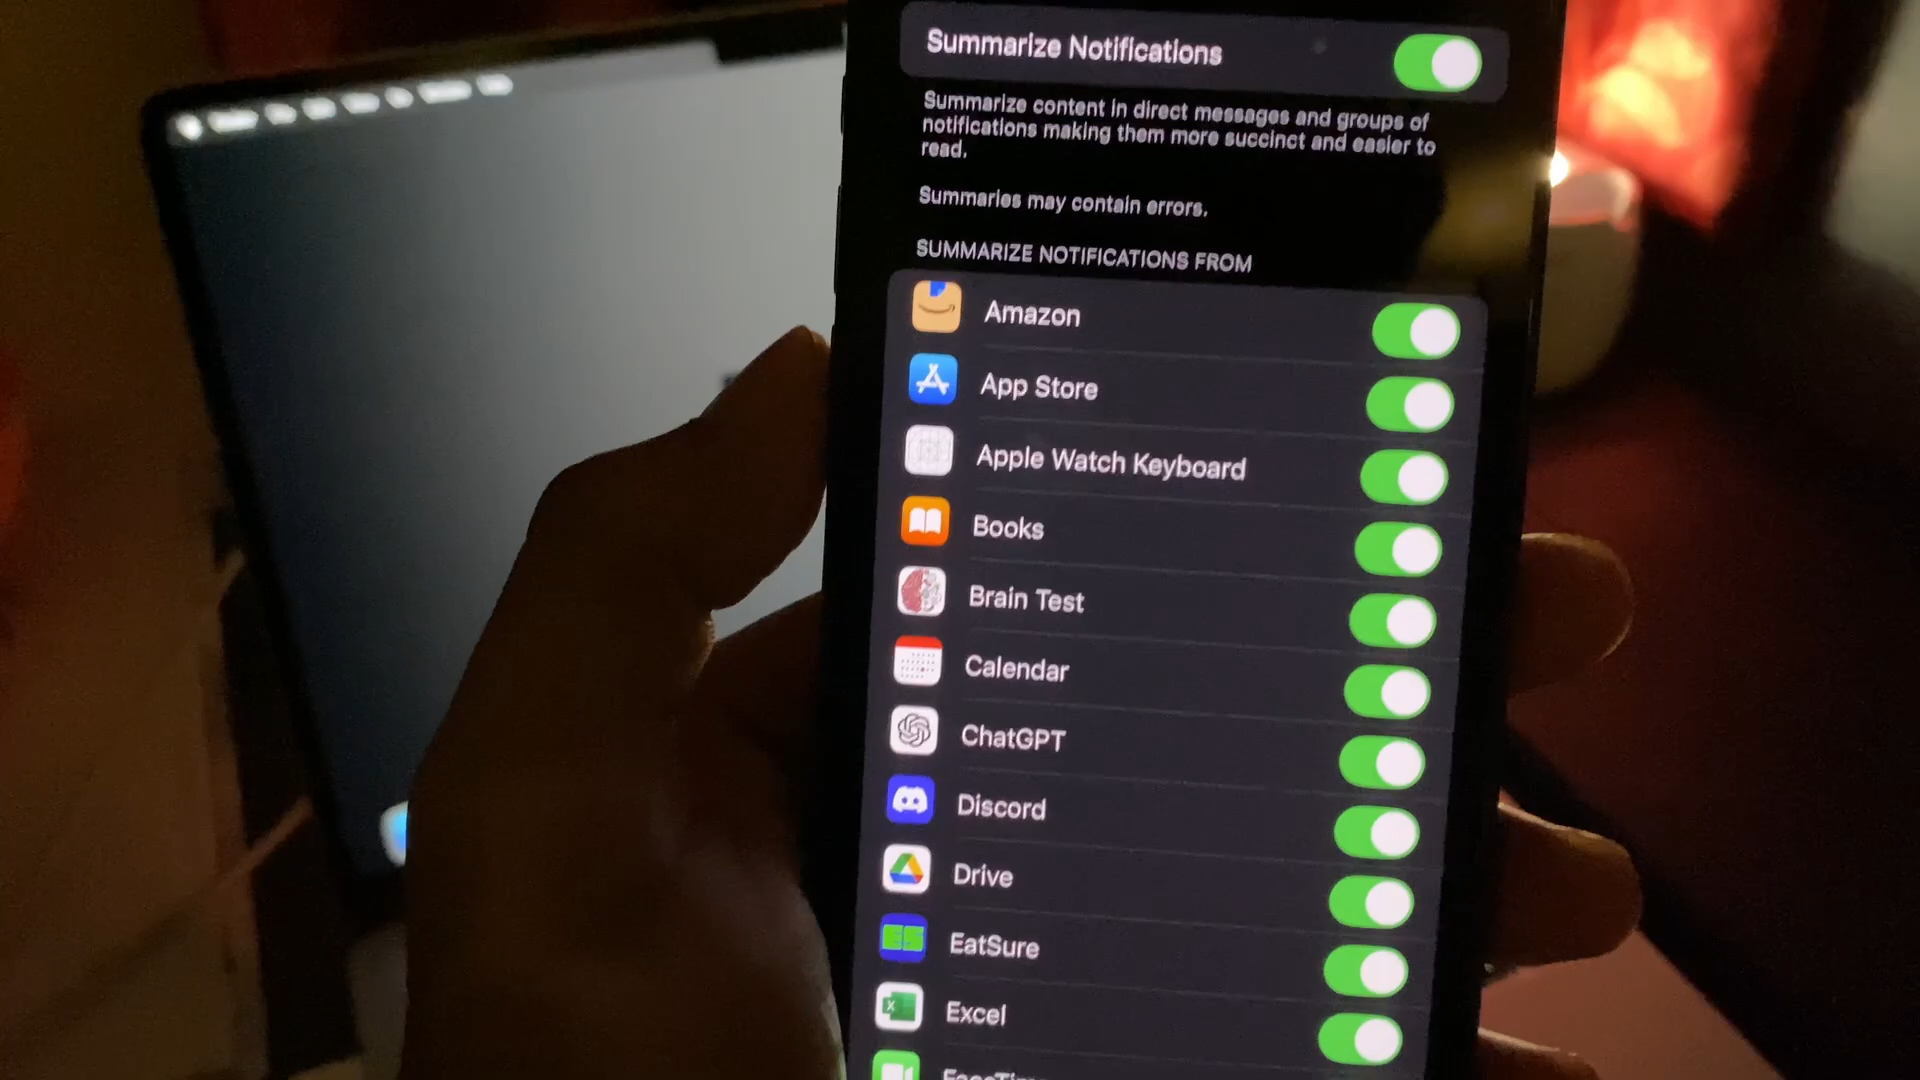 Summarize Notifications
Summarize content in direct messages and groups of
notifications making them more succinct and easier to
read.
Summaries may contain errors.
SUMMARIZE NOTIFICATIONS FROM
Amazon
App Store
Apple Watch Keyboard
Books
Brain Test
Calendar
ChatGPT
Discord
Drive
EatSure
Excel